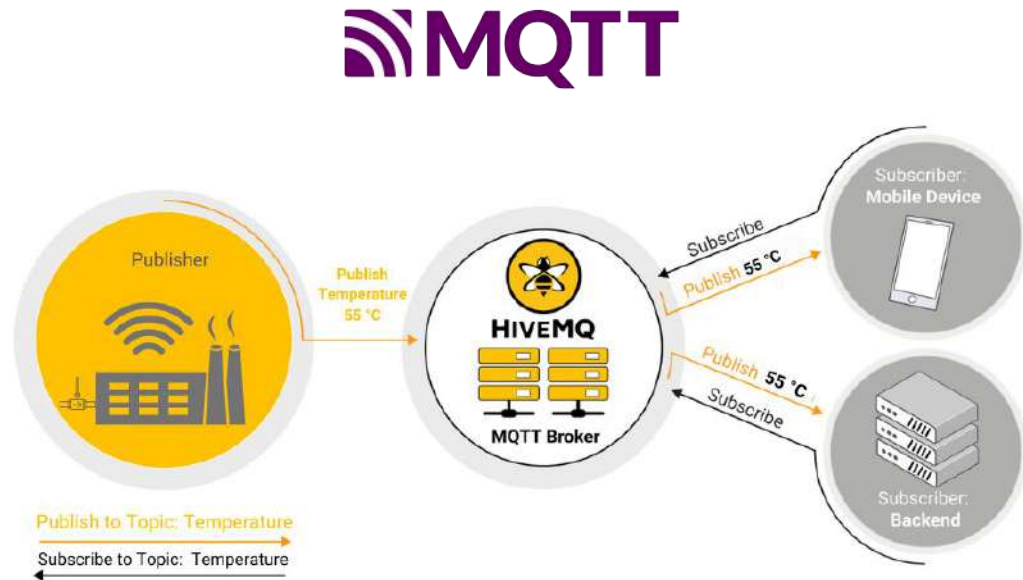 MQTT
Publisher
Publish
Temperature
55 °C
HIVEMQ
MQTT Broker
Subscribe
Publish 55 °C
Subscriber:
Mobile Device
Publish 55 °C
Subscribe
Subscriber:
Backend
Publish to Topic: Temperature
Subscribe to Topic: Temperature